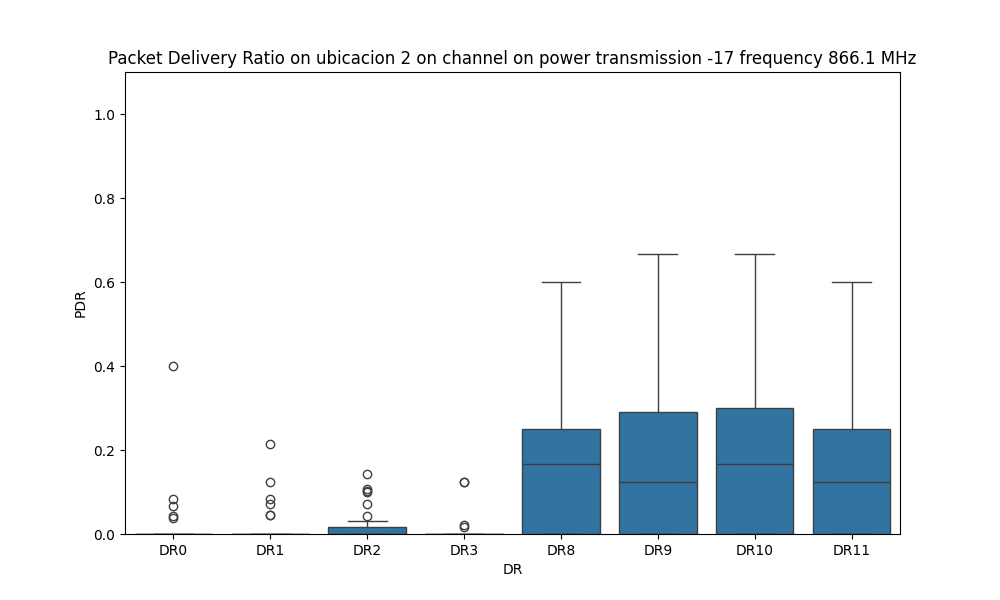 Packet Delivery Ratio on ubicacion 2 on channel on power transmission -17 frequency 866.1 MHz
1.0
0.8
0.6
0.4
0.2
0.0
PDR
DR0 DR1 DR2 DR3 DR8 DR9 DR10 DR11
DR